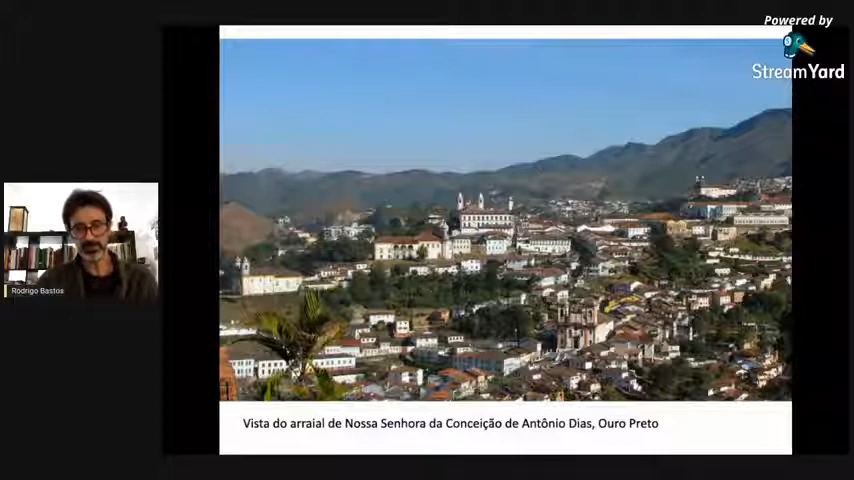 Powered by
StreamYard
Rodrigo Bastos
Vista do arraial de Nossa Senhora da Conceição de Antônio Dias, Ouro Preto